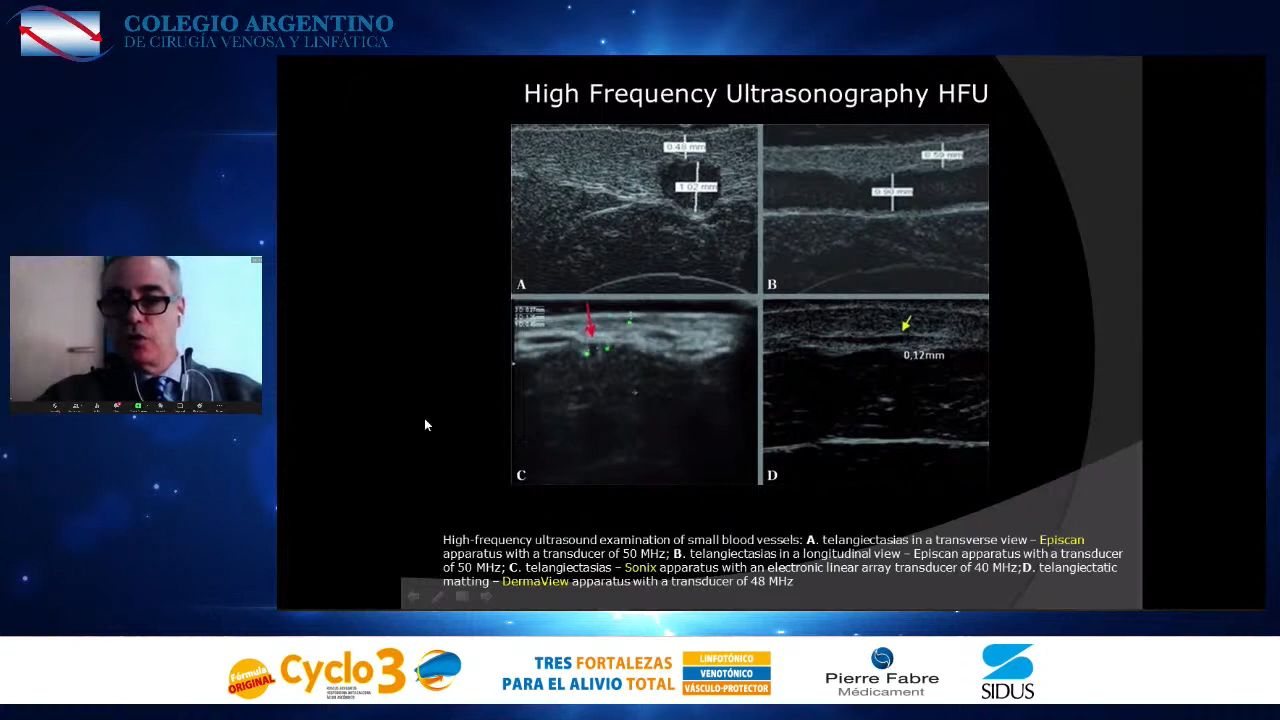 COLEGIO ARGENTINO
DE CIRUGÍA VENOSA Y LINFÁTICA
High Frequency Ultrasonography HFU
0.48 mm
1.02 mm
0.59 mm
0.90 mm
A
B
0,12mm
C
D
High-frequency ultrasound examination of small blood vessels: A. telangiectasias in a transverse view – Episcan
apparatus with a transducer of 50 MHz; B. telangiectasias in a longitudinal view – Episcan apparatus with a transducer
of 50 MHz; C. telangiectasias – Sonix apparatus with an electronic linear array transducer of 40 MHz;D. telangiectatic
matting – DermaView apparatus with a transducer of 48 MHz
Fórmula
ORIGINAL
Cyclo 3
TRES FORTALEZAS
PARA EL ALIVIO TOTAL
LINFOTÓNICO
VENOTÓNICO
VÁSCULO-PROTECTOR
Pierre Fabre
Médicament
SIDUS